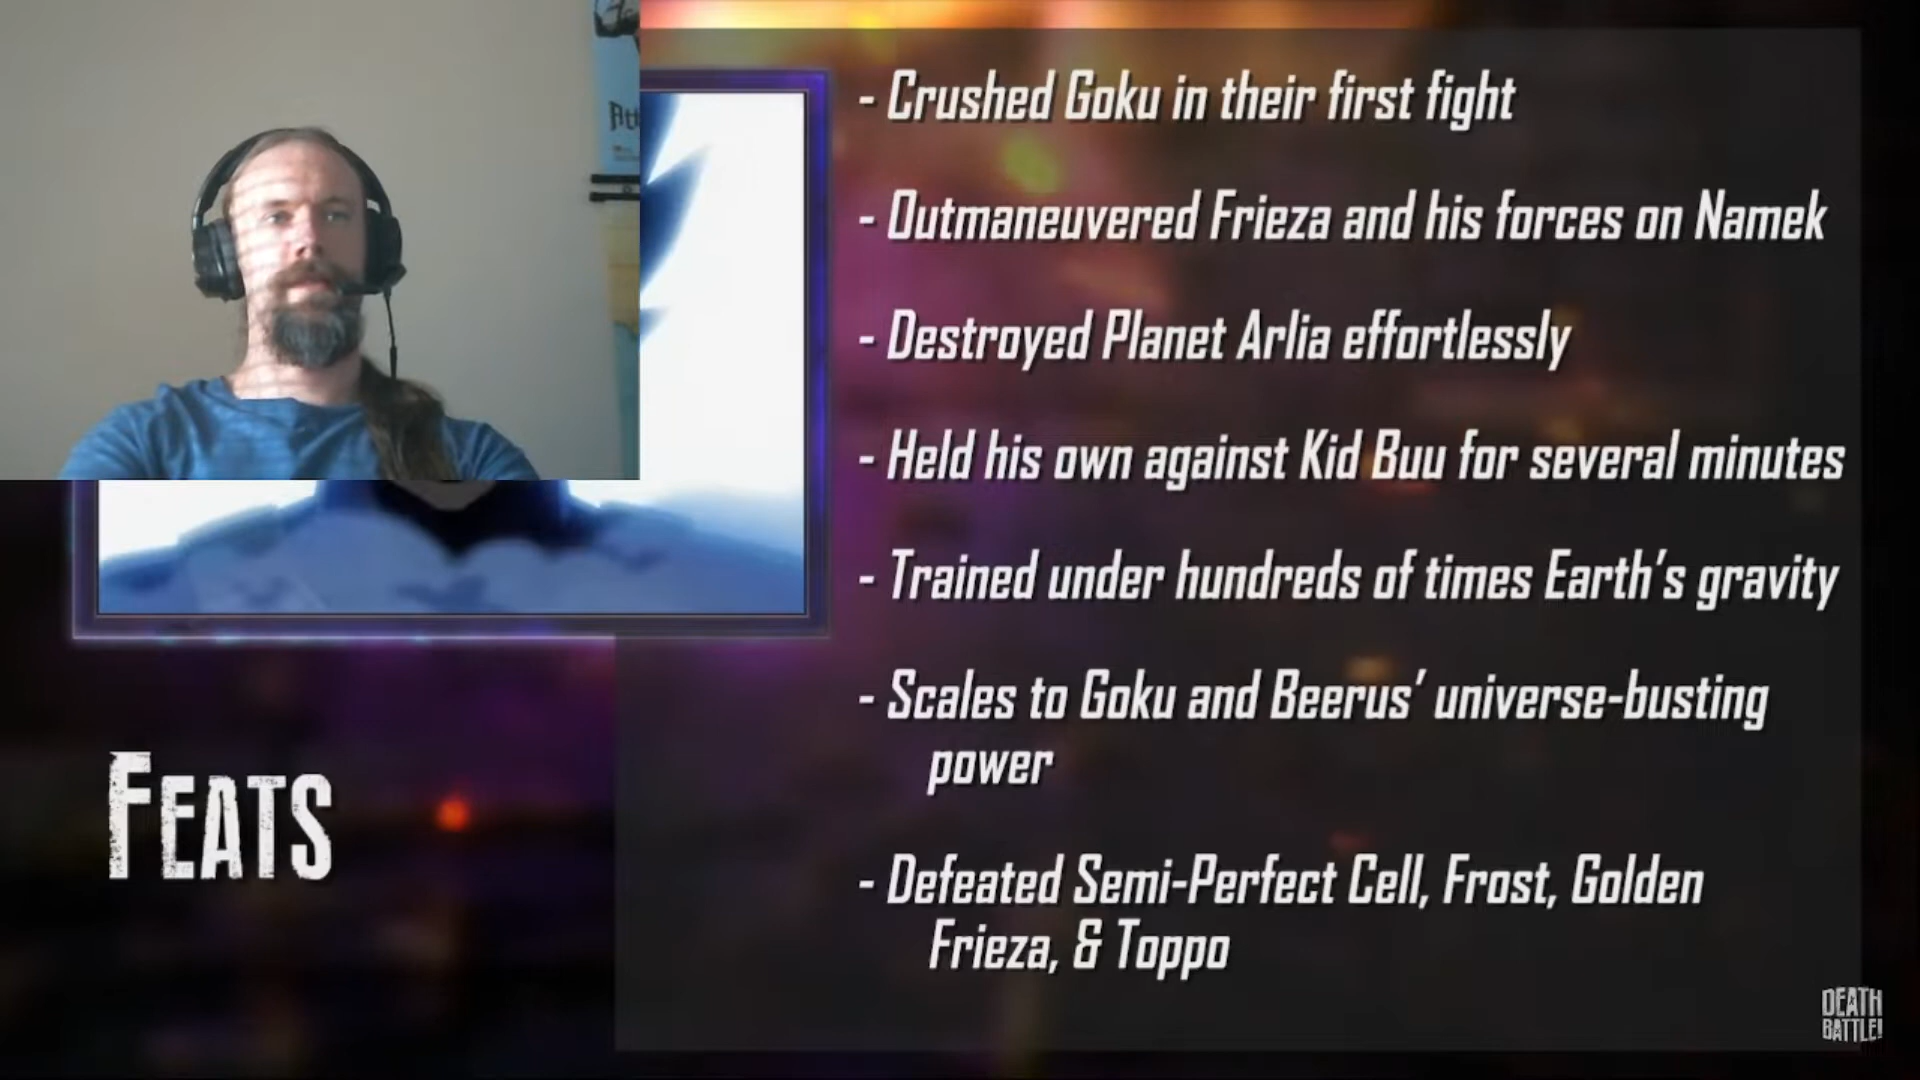 Att
- Crushed Goku in their first fight
- Outmaneuvered Frieza and his forces on Namek
- Destroyed Planet Arlia effortlessly
- Held his own against Kid Buu for several minutes
- Trained under hundreds of times Earth's gravity
- Scales to Goku and Beerus' universe-busting
power
- Defeated Semi-Perfect Cell, Frost, Golden
Frieza, & Toppo
FEATS
DEATH
BATTLE!